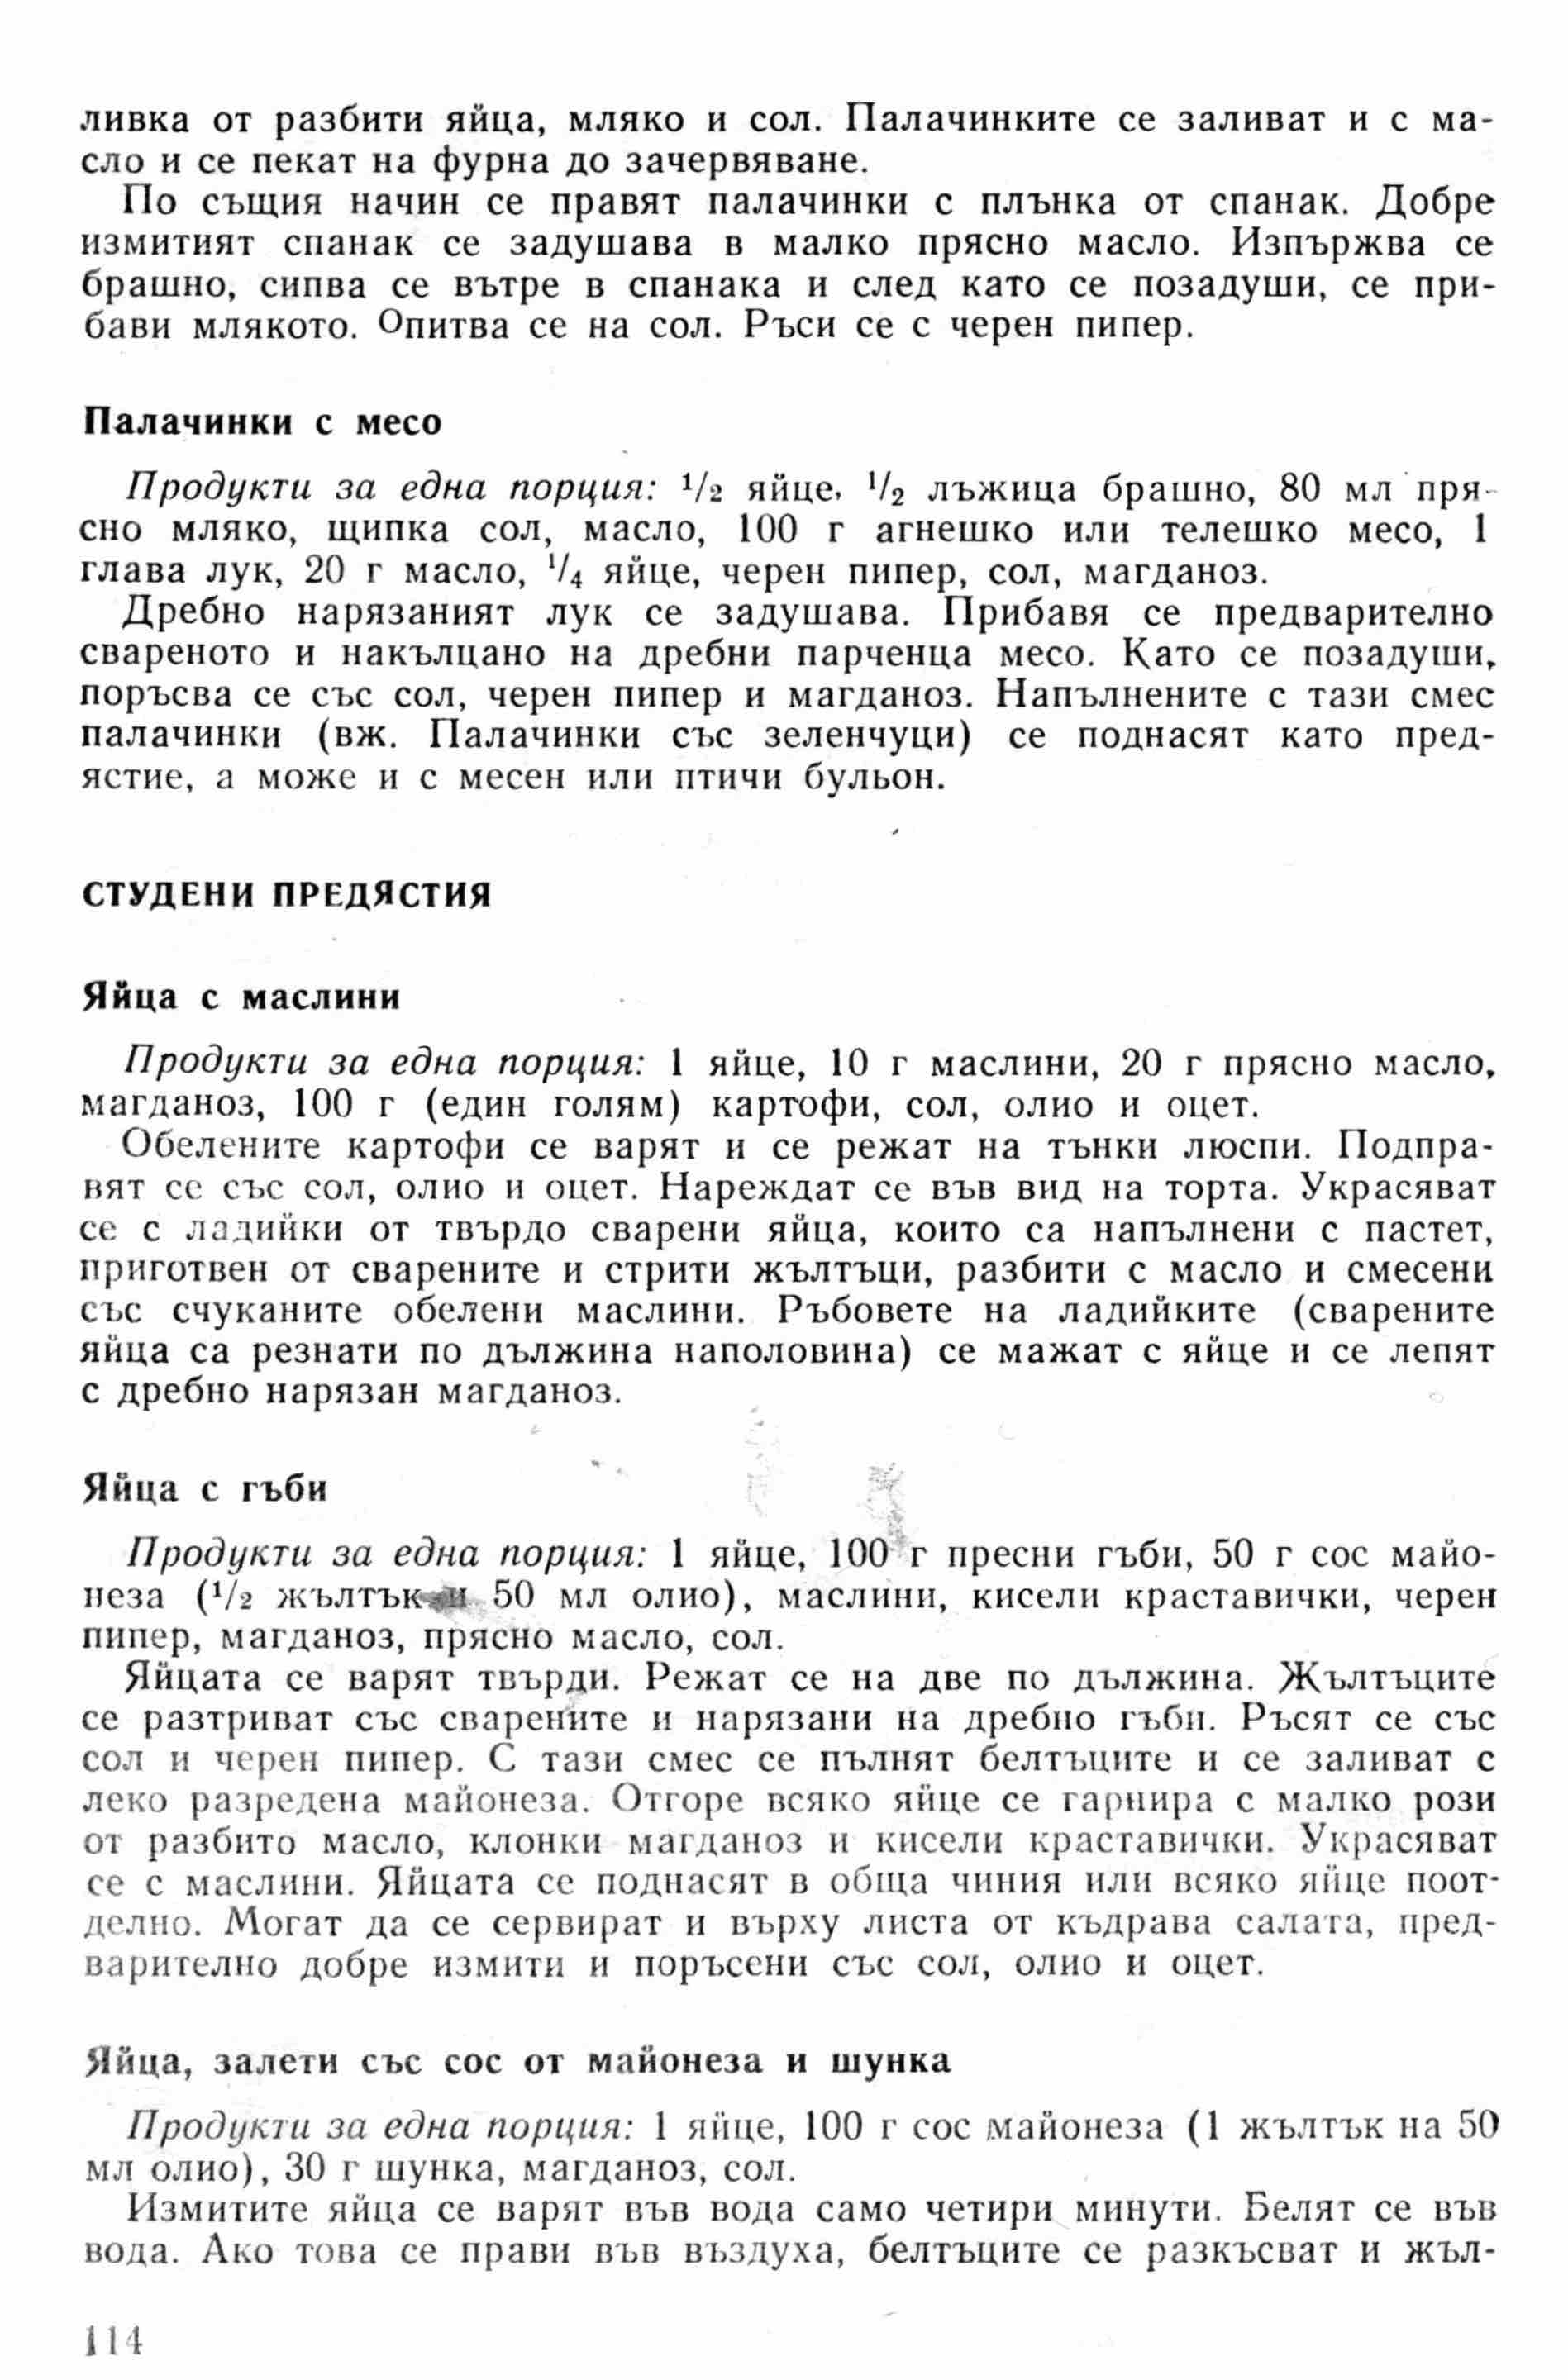 ливка от разбити яйца, мляко и сол. Палачинките се заливат и с ма-
сло и се пекат на фурна до зачервяване.
По същия начин се правят палачинки с плънка от спанак. Добре
измитият спанак се задушава в малко прясно масло. Изпържва се
брашно, сипва се вътре в спанака и след като се позадуши, се при-
бави млякото. Опитва се на сол. Ръси се с черен пипер.
Палачинки с месо
Продукти за една порция: 1/2 яйце, 1/2 лъжица брашно, 80 мл пря-
сно мляко, щипка сол, масло, 100 г агнешко или телешко месо, 1
глава лук, 20 г масло, 1/4 яйце, черен пипер, сол, магданоз.
Дребно нарязаният лук се задушава. Прибавя се предварително
свареното и накълцано на дребни парченца месо. Като се позадуши,
поръсва се със сол, черен пипер и магданоз. Напълнените с тази смес
палачинки (вж. Палачинки със зеленчуци) се поднасят като пред-
ястие, а може и с месен или птичи бульон.
СТУДЕНИ ПРЕДЯСТИЯ
Яйца с маслини
Продукти за една порция: 1 яйце, 10 г маслини, 20 г прясно масло,
магданоз, 100 г (един голям) картофи, сол, олио и оцет.
Обелените картофи се варят и се режат на тънки люспи. Подпра-
вят се със сол, олио и оцет. Нареждат се във вид на торта. Украсяват
се с ладийки от твърдо сварени яйца, които са напълнени с пастет,
приготвен от сварените и стрити жълтъци, разбити с масло и смесени
със счуканите обелени маслини. Ръбовете на ладийките (сварените
яйца са резнати по дължина наполовина) се мажат с яйце и се лепят
с дребно нарязан магданоз.
Яйца с гъби
Продукти за една порция: 1 яйце, 100 г пресни гъби, 50 г сос майо-
неза (1/2 жълтък и 50 мл олио), маслини, кисели краставички, черен
пипер, магданоз, прясно масло, сол.
Яйцата се варят твърди. Режат се на две по дължина. Жълтъците
се разтриват със сварените и нарязани на дребно гъби. Ръсят се със
сол и черен пипер. С тази смес се пълнят белтъците и се заливат с
леко разредена майонеза. Отгоре всяко яйце се гарнира с малко рози
от разбито масло, клонки магданоз и кисели краставички. Украсяват
се с маслини. Яйцата се поднасят в обща чиния или всяко яйце поот-
делно. Могат да се сервират и върху листа от къдрава салата, пред-
варително добре измити и поръсени със сол, олио и оцет.
Яйца, залети със сос от майонеза и шунка
Продукти за една порция: 1 яйце, 100 г сос майонеза (1 жълтък на 50
мл олио), 30 г шунка, магданоз, сол.
Измитите яйца се варят във вода само четири минути. Белят се във
вода. Ако това се прави във въздуха, белтъците се разкъсват и жъл-
114